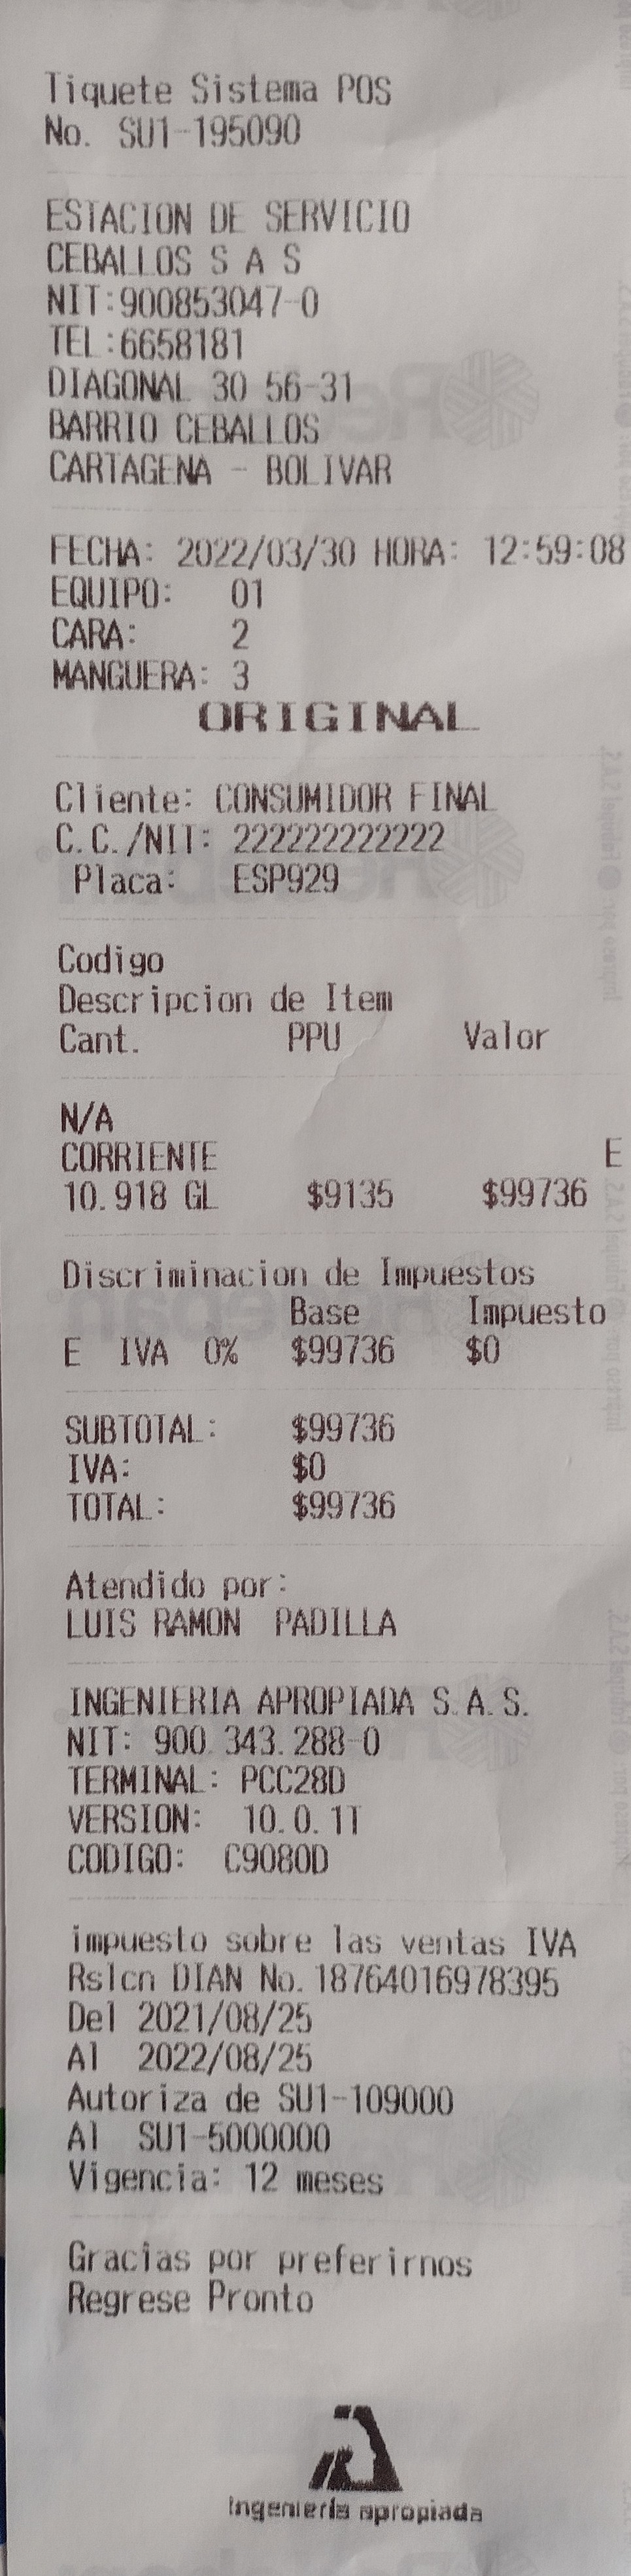 Tiquete Sistema POS
No. SU1-195090
ESTACION DE SERVICIO
CEBALLOS S A S
NIT:900853047-0
TEL:6658181
DIAGONAL 30 56-31
BARRIO CEBALLOS
CARTAGENA - BOLIVAR
FECHA: 2022/03/30 HORA: 12:59:08
EQUIPO: 01
CARA: 2
MANGUERA: 3
ORIGINAL
Cliente: CONSUMIDOR FINAL
C.C./NIT: 222222222222
Placa: ESP929
Codigo
Descripcion de Item
Cant. PPU Valor
N/A
CORRIENTE E
10.918 GL $9135 $99736
Discriminacion de Impuestos
Base Impuesto
E IVA 0% $99736 $0
SUBTOTAL: $99736
IVA: $0
TOTAL: $99736
Atendido por:
LUIS RAMON PADILLA
INGENIERIA APROPIADA S.A.S.
NIT: 900.343.288-0
TERMINAL: PCC28D
VERSION: 10.0.1T
CODIGO: C9080D
impuesto sobre las ventas IVA
Rslcn DIAN No. 18764016978395
Del 2021/08/25
Al 2022/08/25
Autoriza de SU1-109000
Al SU1-5000000
Vigencia: 12 meses
Gracias por preferirnos
Regrese Pronto
Ingeniería apropiada